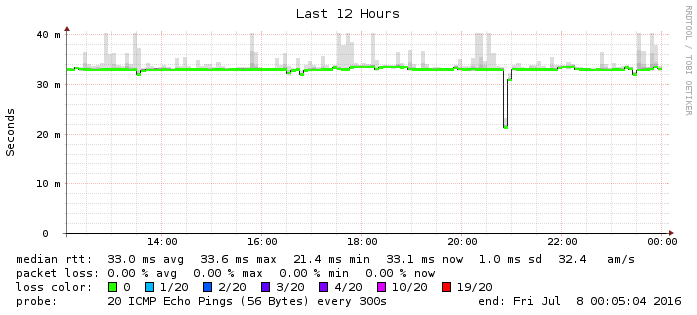 Last 12 Hours
RRDTOOL / TOBI OETIKER
Seconds
40 m
30 m
20 m
10 m
0
14:00 16:00 18:00 20:00 22:00 00:00
median rtt: 33.0 ms avg 33.6 ms max 21.4 ms min 33.1 ms now 1.0 ms sd 32.4 am/s
packet loss: 0.00 % avg 0.00 % max 0.00 % min 0.00 % now
loss color: 0 1/20 2/20 3/20 4/20 10/20 19/20
probe: 20 ICMP Echo Pings (56 Bytes) every 300s end: Fri Jul 8 00:05:04 2016